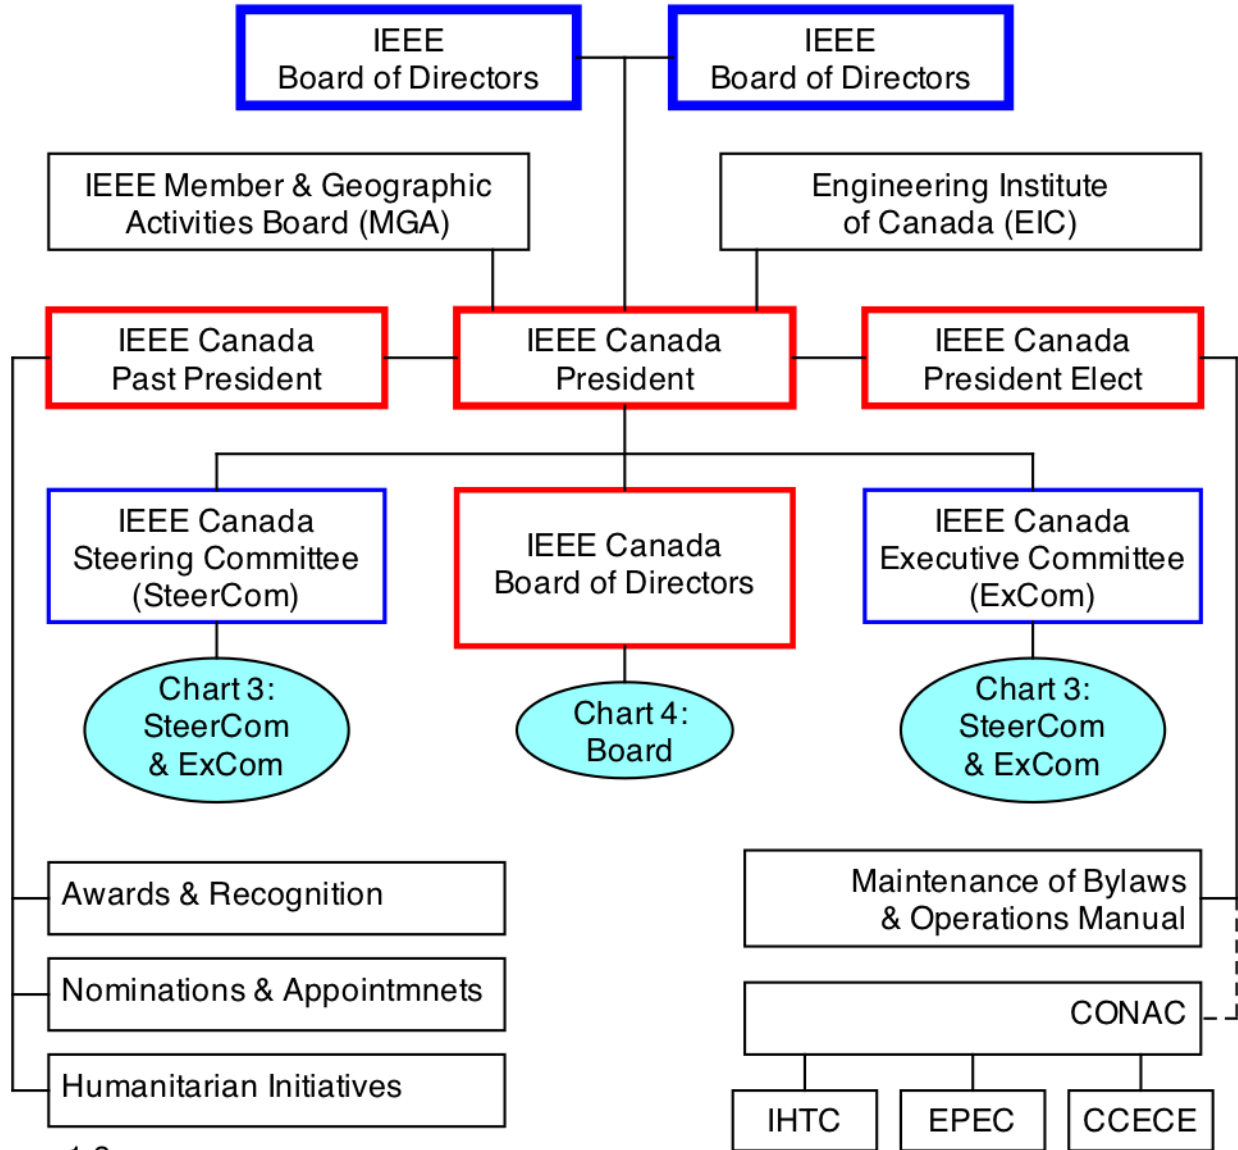 IEEE
Board of Directors
IEEE
Board of Directors
IEEE Member & Geographic
Activities Board (MGA)
Engineering Institute
of Canada (EIC)
IEEE Canada
Past President
IEEE Canada
President
IEEE Canada
President Elect
IEEE Canada
Steering Committee
(SteerCom)
IEEE Canada
Board of Directors
IEEE Canada
Executive Committee
(ExCom)
Chart 3:
SteerCom
& ExCom
Chart 4:
Board
Chart 3:
SteerCom
& ExCom
Awards & Recognition
Nominations & Appointmnets
Humanitarian Initiatives
Maintenance of Bylaws
& Operations Manual
CONAC
IHTC
EPEC
CCECE